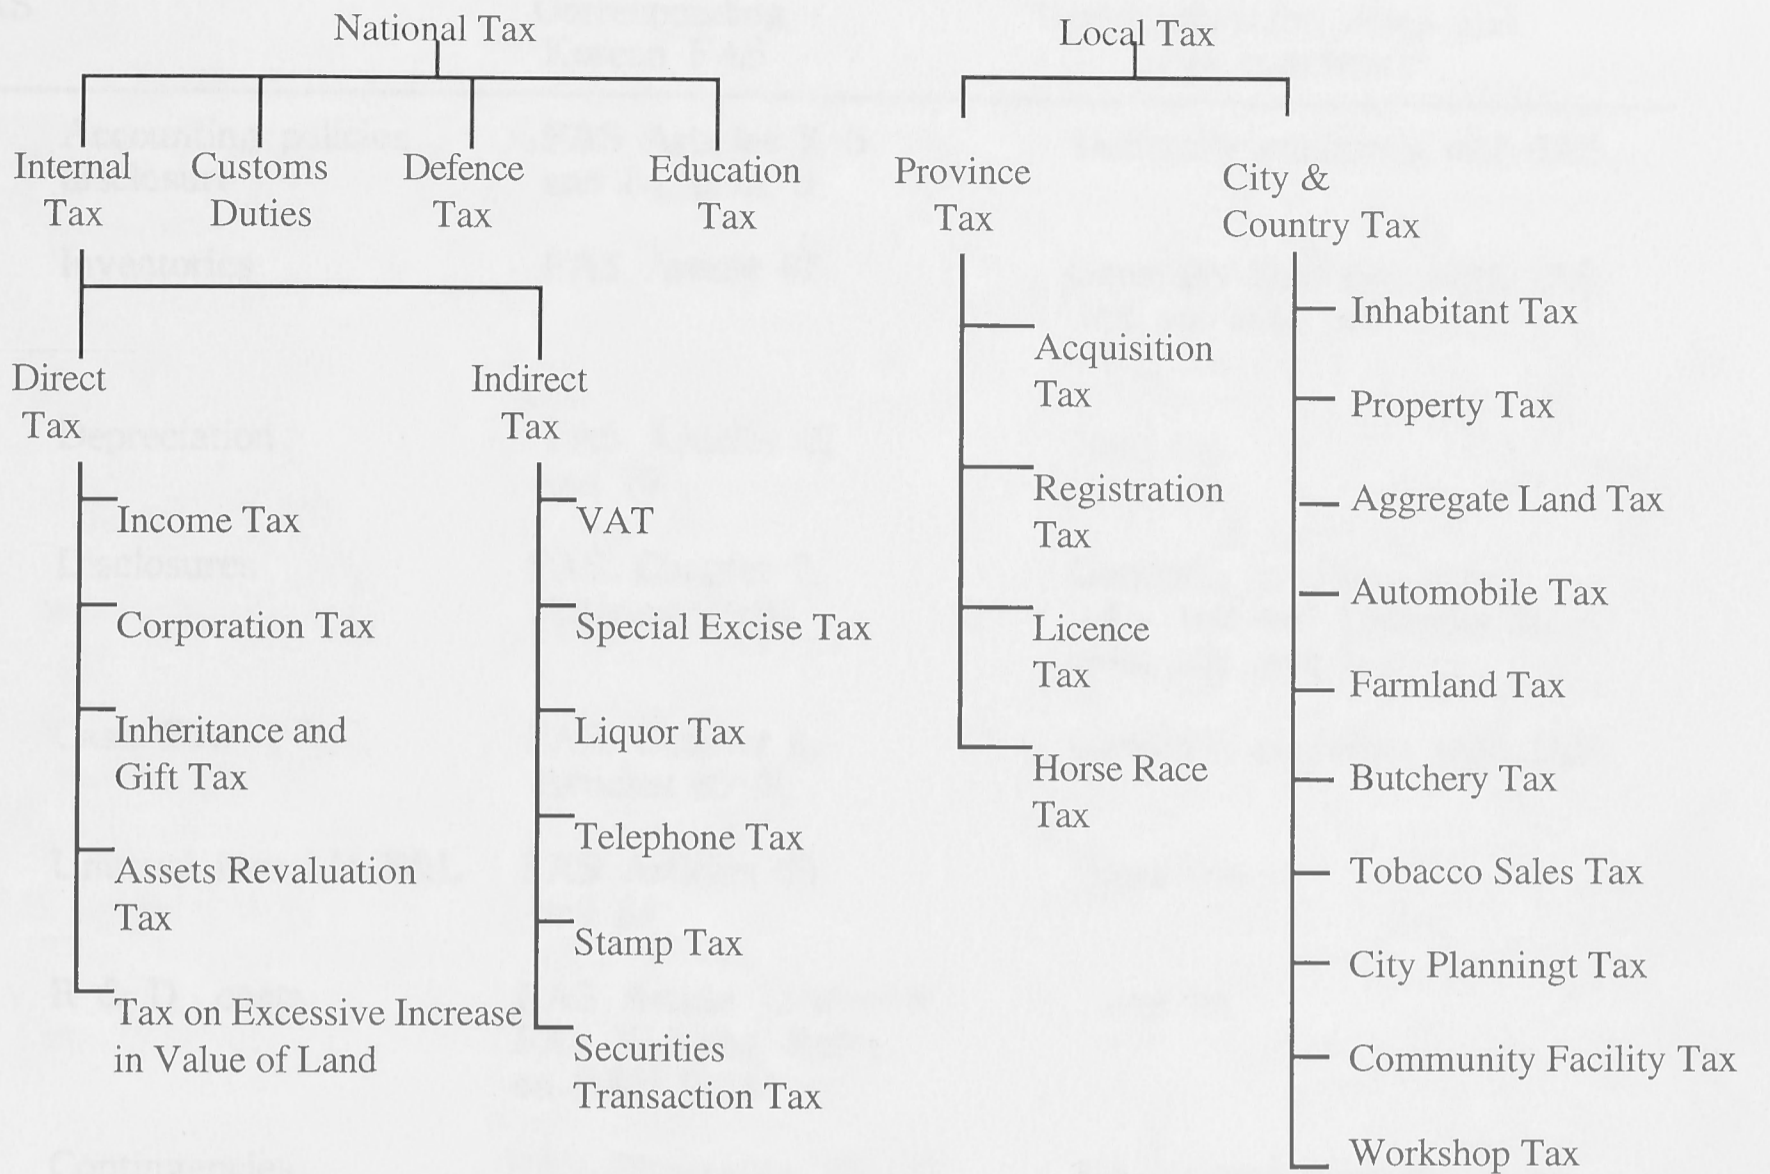 National Tax
Internal
Tax
Customs
Duties
Defence
Tax
Education
Tax
Direct
Tax
Income Tax
Corporation Tax
Inheritance and
Gift Tax
Assets Revaluation
Tax
Tax on Excessive Increase
in Value of Land
Indirect
Tax
VAT
Special Excise Tax
Liquor Tax
Telephone Tax
Stamp Tax
Securities
Transaction Tax
Local Tax
Province
Tax
Acquisition
Tax
Registration
Tax
Licence
Tax
Horse Race
Tax
City &
Country Tax
Inhabitant Tax
Property Tax
Aggregate Land Tax
Automobile Tax
Farmland Tax
Butchery Tax
Tobacco Sales Tax
City Planningt Tax
Community Facility Tax
Workshop Tax